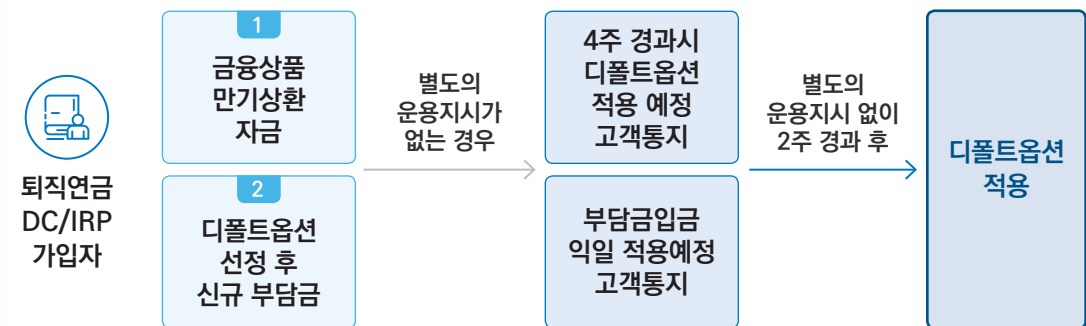 퇴직연금
DC/IRP
가입자
1
금융상품
만기상환
자금
2
디폴트옵션
선정 후
신규 부담금
별도의
운용지시가
없는 경우
4주 경과시
디폴트옵션
적용 예정
고객통지
부담금입금
익일 적용예정
고객통지
별도의
운용지시 없이
2주 경과 후
디폴트옵션
적용